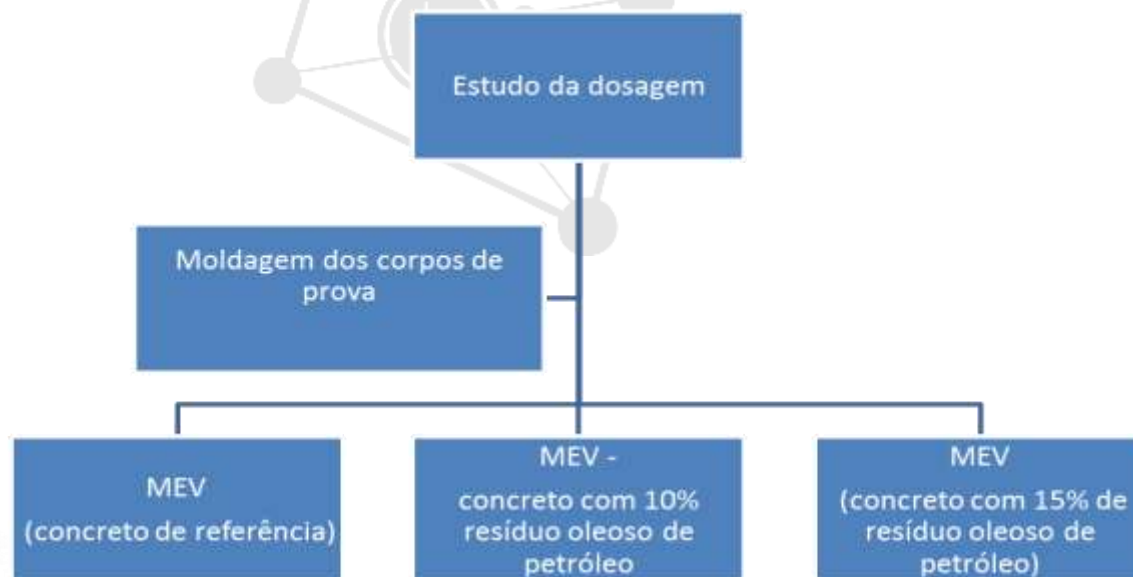 Estudo da dosagem
Moldagem dos corpos de
prova
MEV
(concreto de referência)
MEV -
concreto com 10%
resíduo oleoso de
petróleo
MEV
(concreto com 15% de
resíduo oleoso de
petróleo)